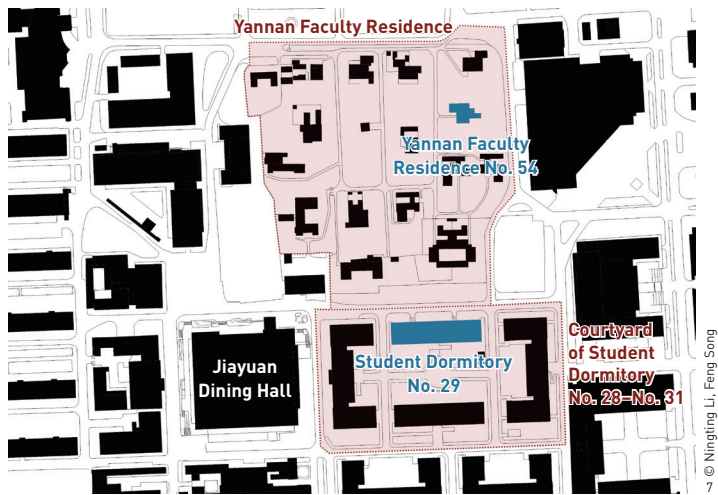 Yannan Faculty Residence
Yannan Faculty
Residence No. 54
Jiayuan
Dining Hall
Student Dormitory
No. 29
Courtyard
of Student
Dormitory
No. 28–No. 31
© Ningting Li, Feng Song
7